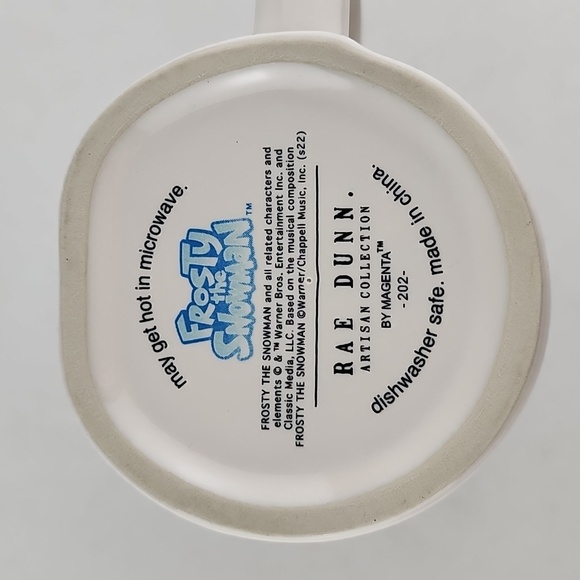 may get hot in microwave.
FROSTY
the
SNOWMAN™
FROSTY THE SNOWMAN and all related characters and
elements © & ™ Warner Bros. Entertainment Inc. and
Classic Media, LLC. Based on the musical composition
FROSTY THE SNOWMAN ©Warner/Chappell Music, Inc. (s22)
RAE DUNN.
ARTISAN COLLECTION
BY MAGENTA™
- 202-
dishwasher safe. made in china.